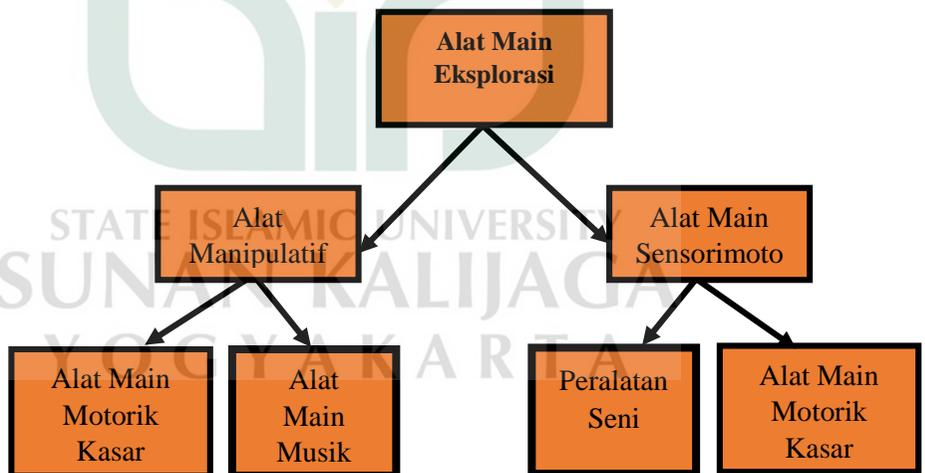 Alat Main
Eksplorasi
Alat
Manipulatif
Alat Main
Sensorimoto
STATE ISLAMIC UNIVERSITY
SUNAN KALIJAGA
YOGYAKARTA
Alat Main
Motorik
Kasar
Alat
Main
Musik
Peralatan
Seni
Alat Main
Motorik
Kasar